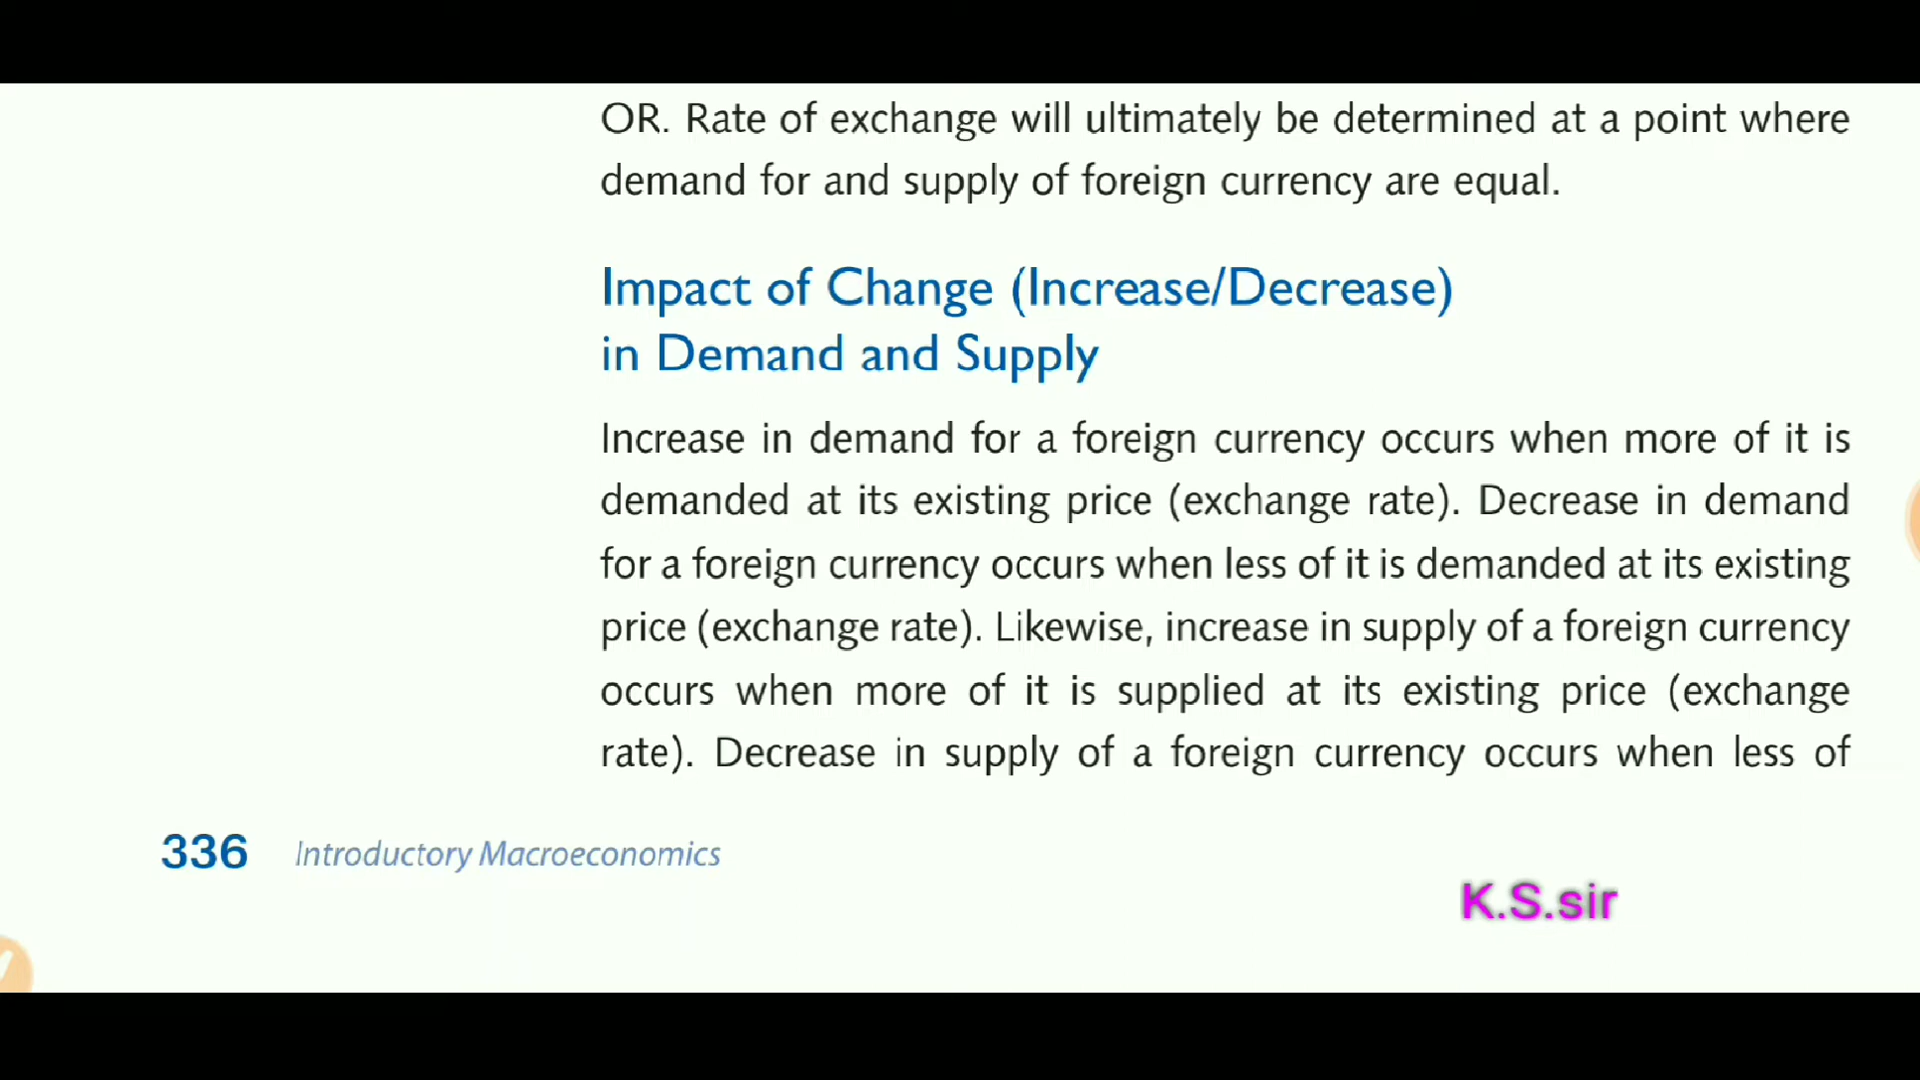 OR. Rate of exchange will ultimately be determined at a point where
demand for and supply of foreign currency are equal.
Impact of Change (Increase/Decrease)
in Demand and Supply
Increase in demand for a foreign currency occurs when more of it is
demanded at its existing price (exchange rate). Decrease in demand
for a foreign currency occurs when less of it is demanded at its existing
price (exchange rate). Likewise, increase in supply of a foreign currency
occurs when more of it is supplied at its existing price (exchange
rate). Decrease in supply of a foreign currency occurs when less of
336 Introductory Macroeconomics
K.S.sir